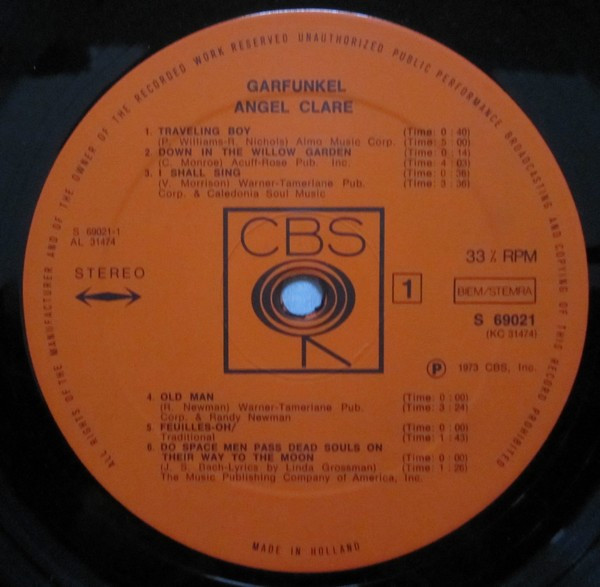 ALL RIGHTS OF THE MANUFACTURER AND OF THE OWNER OF THE RECORDED WORK RESERVED UNAUTHORIZED PUBLIC PERFORMANCE BROADCASTING AND COPYING OF THIS RECORD PROHIBITED
GARFUNKEL
ANGEL CLARE
1. TRAVELING BOY (Time: 0:40)
(P. Williams-R. Nichols) Almo Music Corp. (Time: 5:00)
2. DOWN IN THE WILLOW GARDEN (Time: 0:14)
(C. Monroe) Acuff-Rose Pub. Inc. (Time: 4:03)
3. I SHALL SING (Time: 0:38)
(V. Morrison) Warner-Tamerlane Pub. (Time: 3:36)
Corp. & Caledonia Soul Music
CBS
S 69021-1
AL 31474
STEREO
33⅓ RPM
1
BIEM/STEMRA
S 69021
(KC 31474)
Ⓟ 1973 CBS, Inc.
4. OLD MAN (Time: 0:00)
(R. Newman) Warner-Tamerlane Pub. (Time: 3:24)
Corp. & Randy Newman
5. FEUILLES-OH/ (Time: 0:00)
Traditional (Time: 1:43)
6. DO SPACE MEN PASS DEAD SOULS ON
THEIR WAY TO THE MOON (Time: 0:00)
(J. S. Bach-Lyrics by Linda Grossman) (Time: 1:26)
The Music Publishing Company of America, Inc.
MADE IN HOLLAND